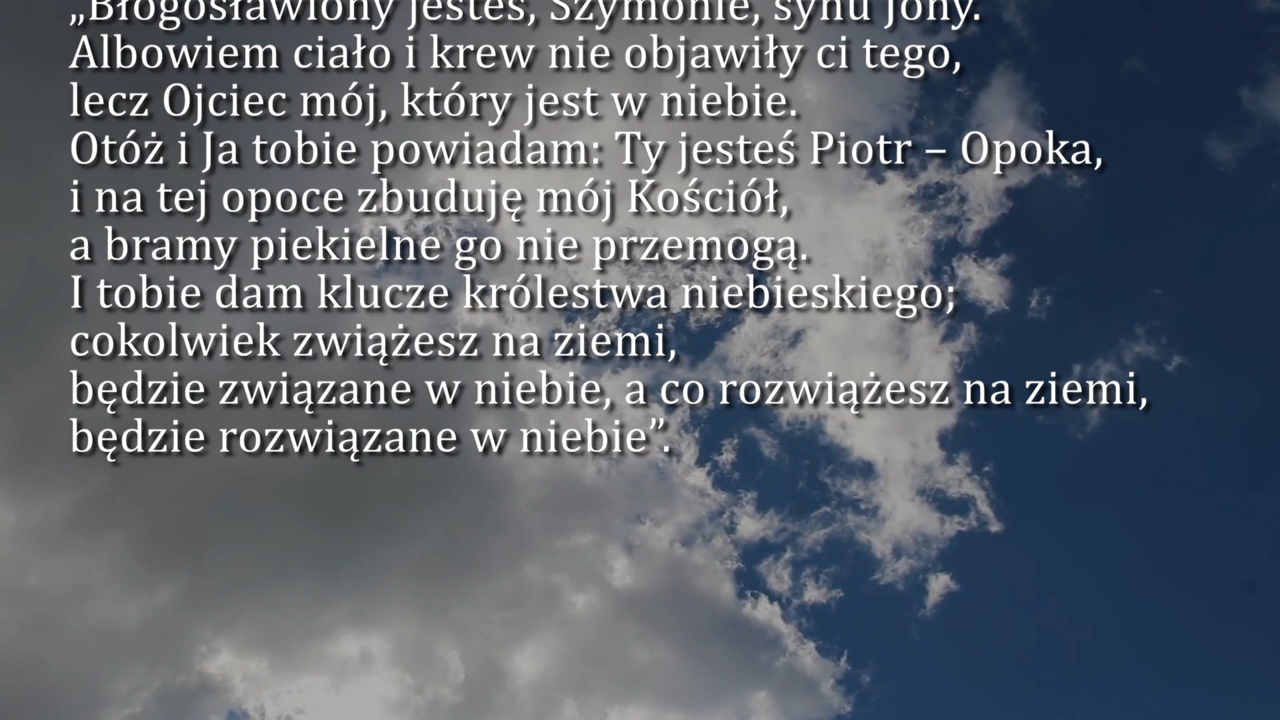 „Błogosławiony jesteś, Szymonie, synu Jony.
Albowiem ciało i krew nie objawiły ci tego,
lecz Ojciec mój, który jest w niebie.
Otóż i Ja tobie powiadam: Ty jesteś Piotr – Opoka,
i na tej opoce zbuduję mój Kościół,
a bramy piekielne go nie przemogą.
I tobie dam klucze królestwa niebieskiego;
cokolwiek zwiążesz na ziemi,
będzie związane w niebie, a co rozwiążesz na ziemi,
będzie rozwiązane w niebie”.